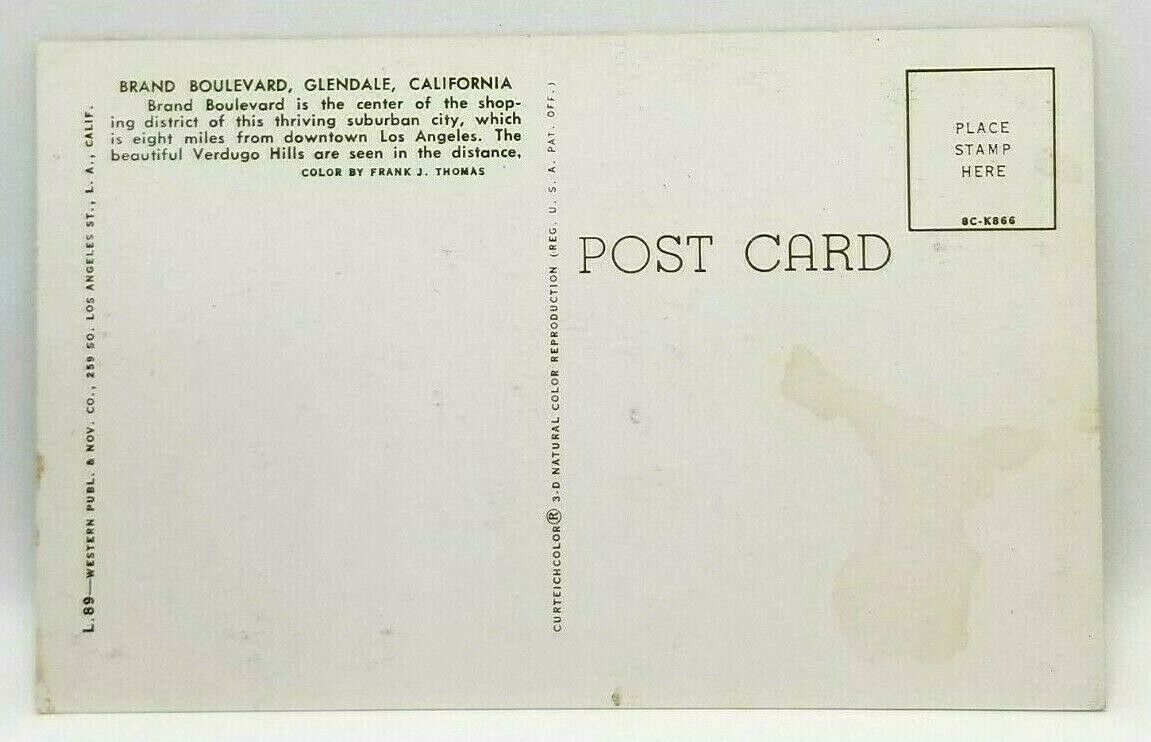 BRAND BOULEVARD, GLENDALE, CALIFORNIA
Brand Boulevard is the center of the shop-
ing district of this thriving suburban city, which
is eight miles from downtown Los Angeles. The
beautiful Verdugo Hills are seen in the distance.
COLOR BY FRANK J. THOMAS
L.89—WESTERN PUBL. & NOV. CO., 259 SO. LOS ANGELES ST., L. A., CALIF.
CURTEICHCOLOR® 3-D NATURAL COLOR REPRODUCTION (REG. U. S. A. PAT. OFF.)
POST CARD
PLACE
STAMP
HERE
8C-K866